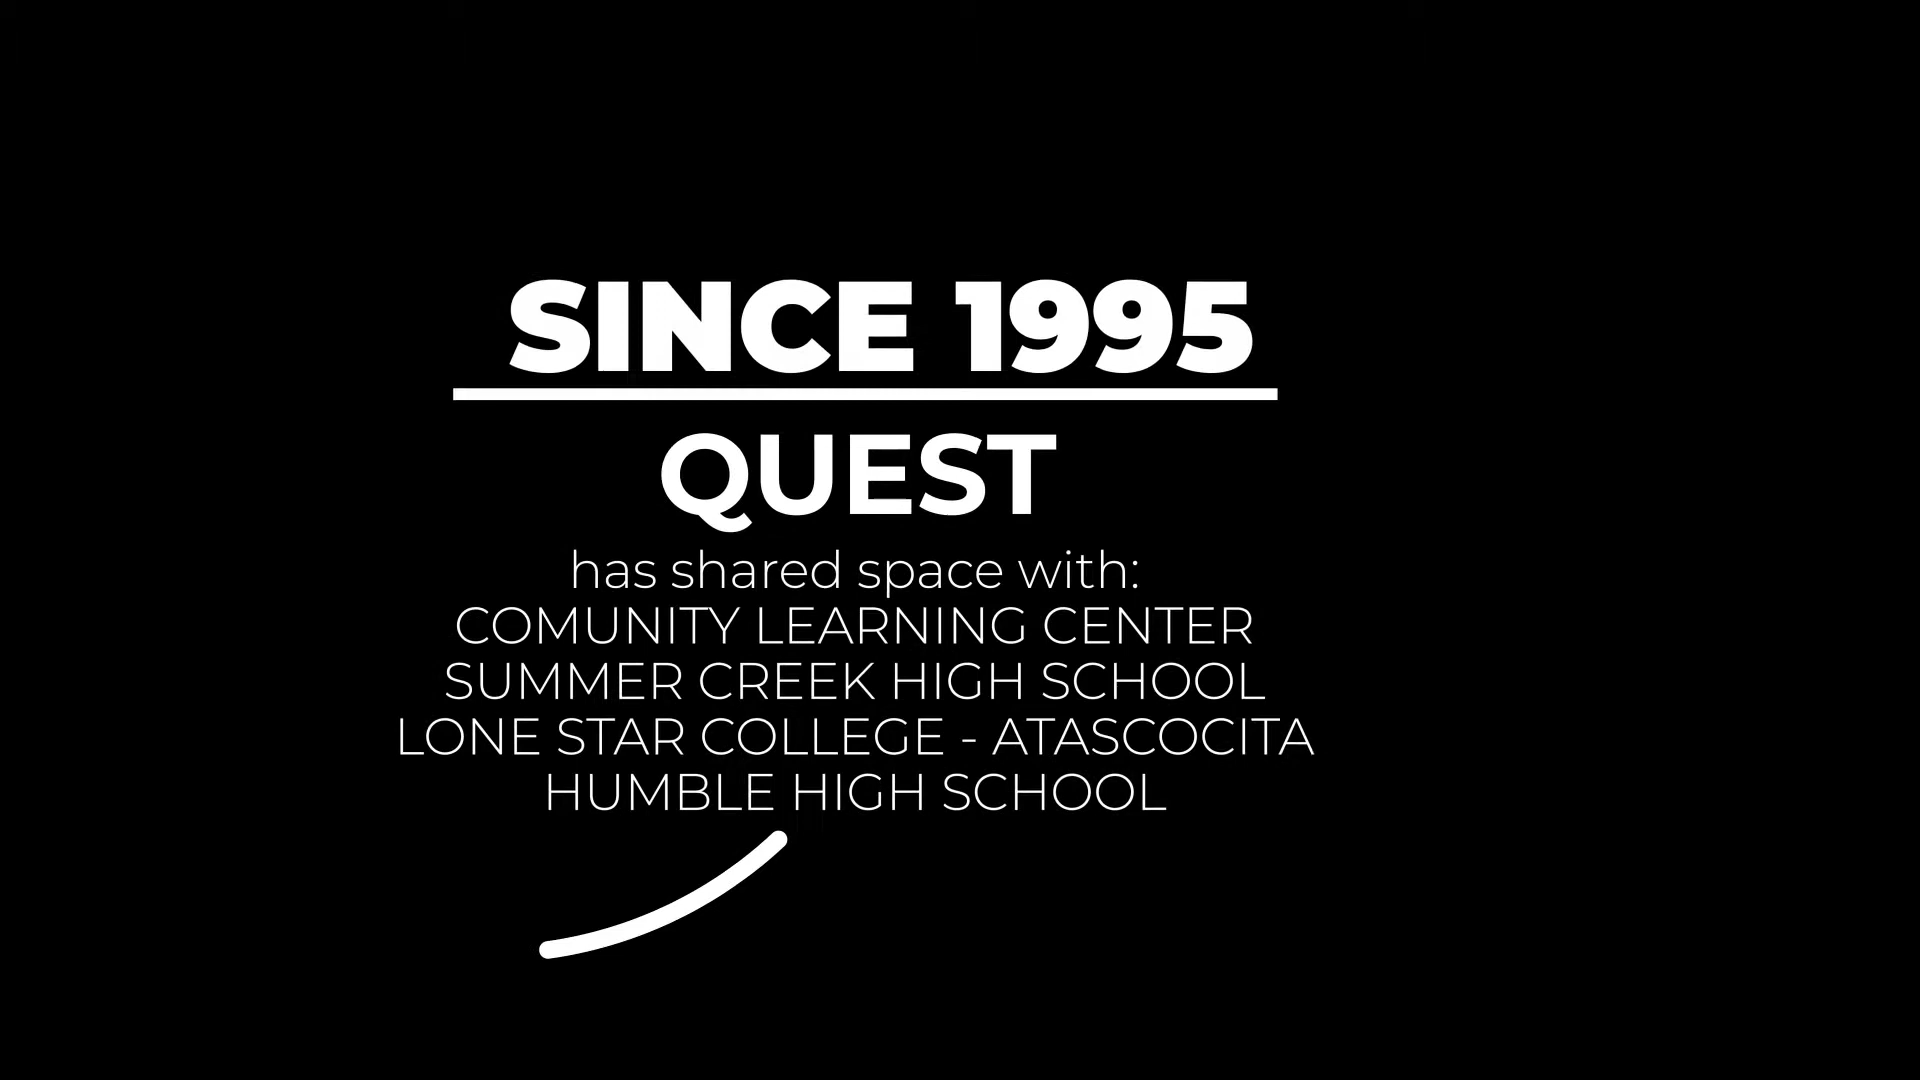 SINCE 1995
QUEST
has shared space with:
COMUNITY LEARNING CENTER
SUMMER CREEK HIGH SCHOOL
LONE STAR COLLEGE - ATASCOCITA
HUMBLE HIGH SCHOOL